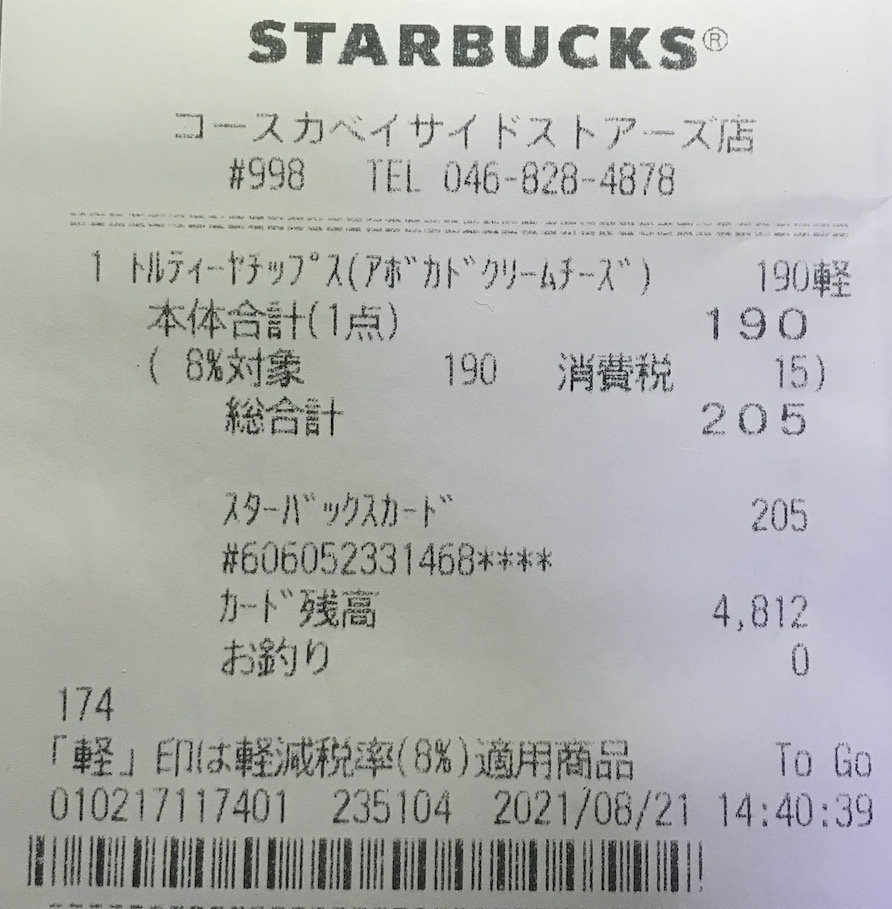 STARBUCKS®
コースカベイサイドストアーズ店
#998 TEL 046-828-4878
1 トルティーヤチップス(アボカドクリームチーズ) 190軽
本体合計(1点) 190
( 8%対象 190 消費税 15)
総合計 205
スターバックスカード 205
#606052331468****
カード残高 4,812
お釣り 0
174
「軽」印は軽減税率(8%)適用商品 To Go
010217117401 235104 2021/08/21 14:40:39